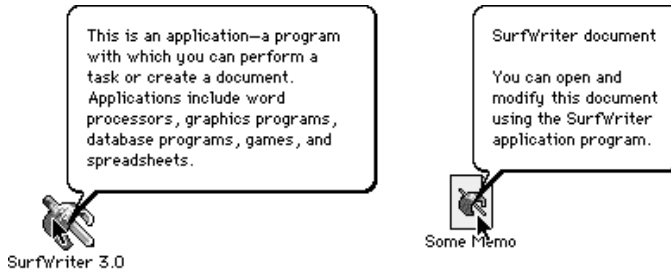 This is an application—a program
with which you can perform a
task or create a document.
Applications include word
processors, graphics programs,
database programs, games, and
spreadsheets.
SurfWriter 3.0
SurfWriter document
You can open and
modify this document
using the SurfWriter
application program.
Some Memo